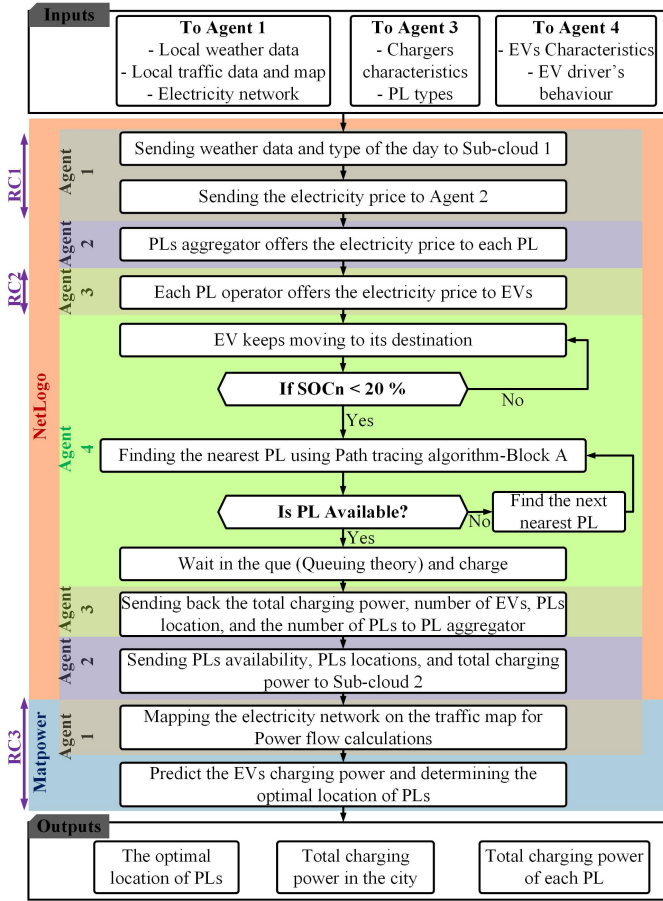 Inputs
To Agent 1
- Local weather data
- Local traffic data and map
- Electricity network
To Agent 3
- Chargers
characteristics
- PL types
To Agent 4
- EVs Characteristics
- EV driver's
behaviour
RC1
Agent
1
Sending weather data and type of the day to Sub-cloud 1
Sending the electricity price to Agent 2
Agent
2
PLs aggregator offers the electricity price to each PL
RC2
Agent
3
Each PL operator offers the electricity price to EVs
NetLogo
Agent
4
EV keeps moving to its destination
If SOCn < 20 %
No
Yes
Finding the nearest PL using Path tracing algorithm-Block A
Is PL Available?
No
Find the next
nearest PL
Yes
Wait in the que (Queuing theory) and charge
Agent
3
Sending back the total charging power, number of EVs, PLs
location, and the number of PLs to PL aggregator
Agent
2
Sending PLs availability, PLs locations, and total charging
power to Sub-cloud 2
RC3
Matpower
Agent
1
Mapping the electricity network on the traffic map for
Power flow calculations
Predict the EVs charging power and determining the
optimal location of PLs
Outputs
The optimal
location of PLs
Total charging
power in the city
Total charging power
of each PL